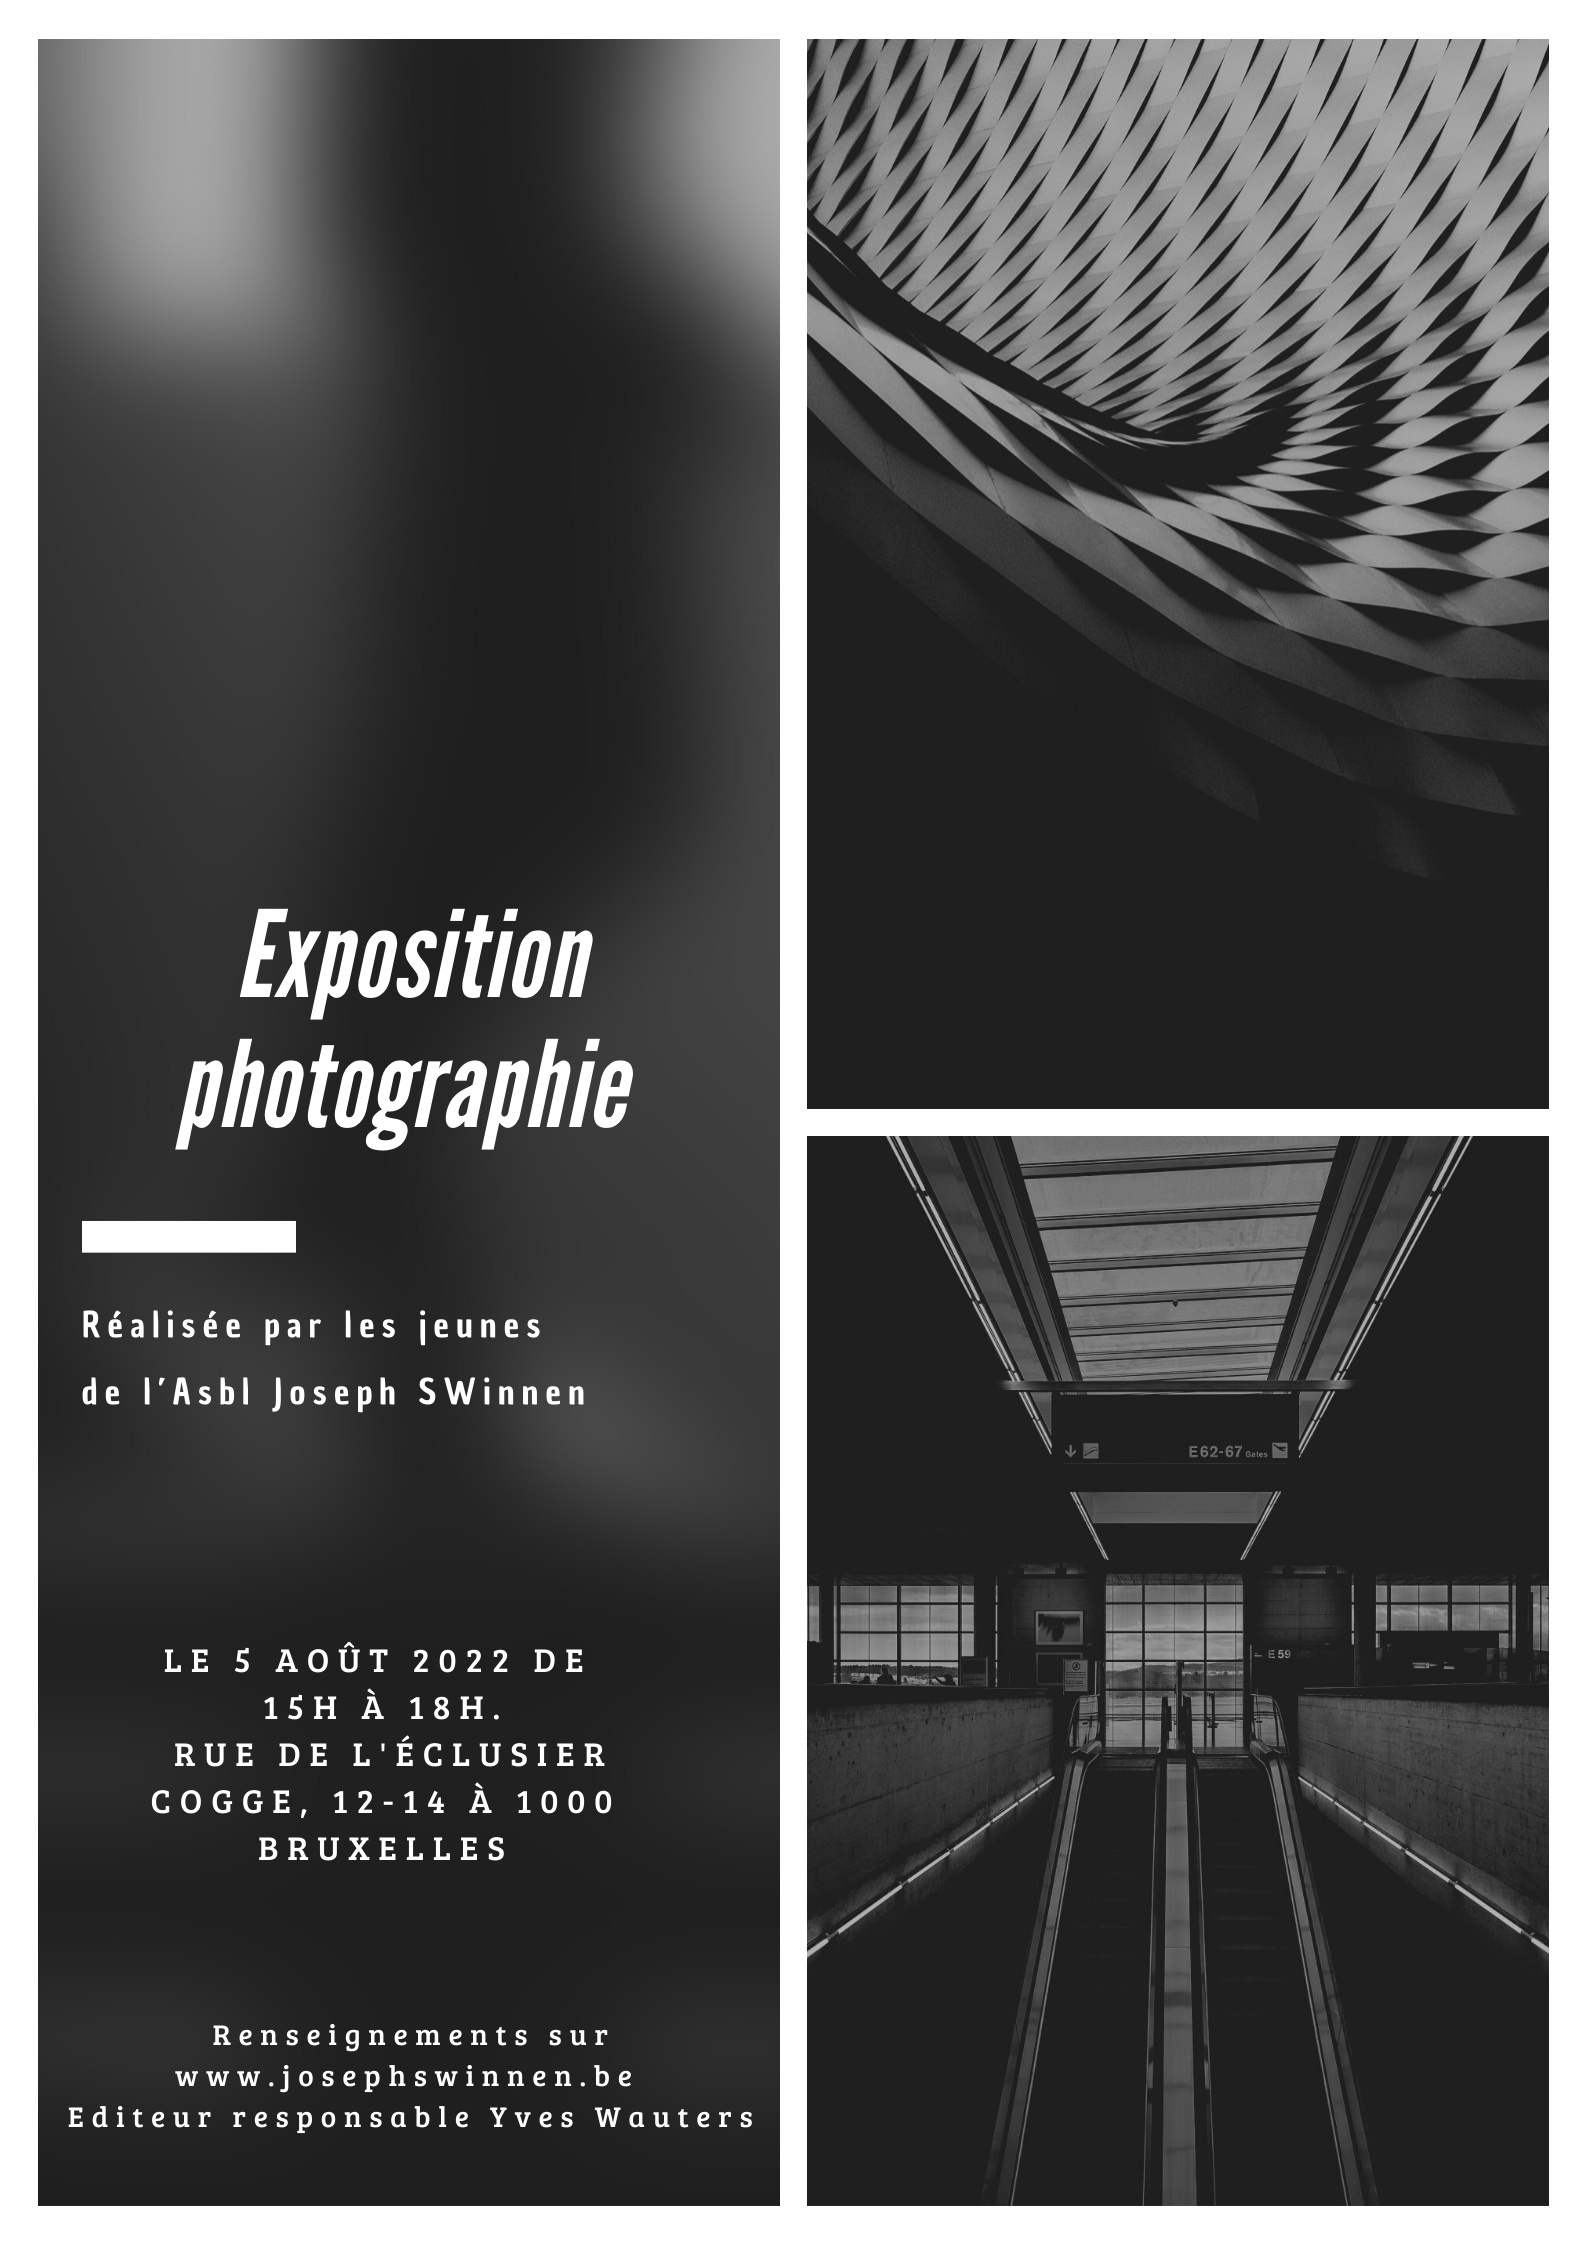 Exposition
photographie
Réalisée par les jeunes
de l'Asbl Joseph SWinnen
LE 5 AOÛT 2022 DE
15H À 18H.
RUE DE L'ÉCLUSIER
COGGE, 12-14 À 1000
BRUXELLES
Renseignements sur
www.josephswinnen.be
Editeur responsable Yves Wauters
E62-67 Gates
E59